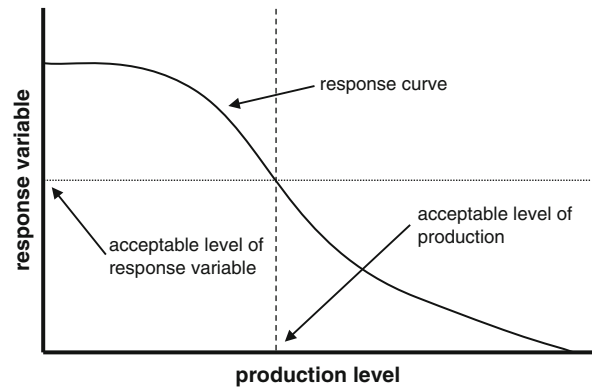 response variable
response curve
acceptable level of
response variable
acceptable level of
production
production level